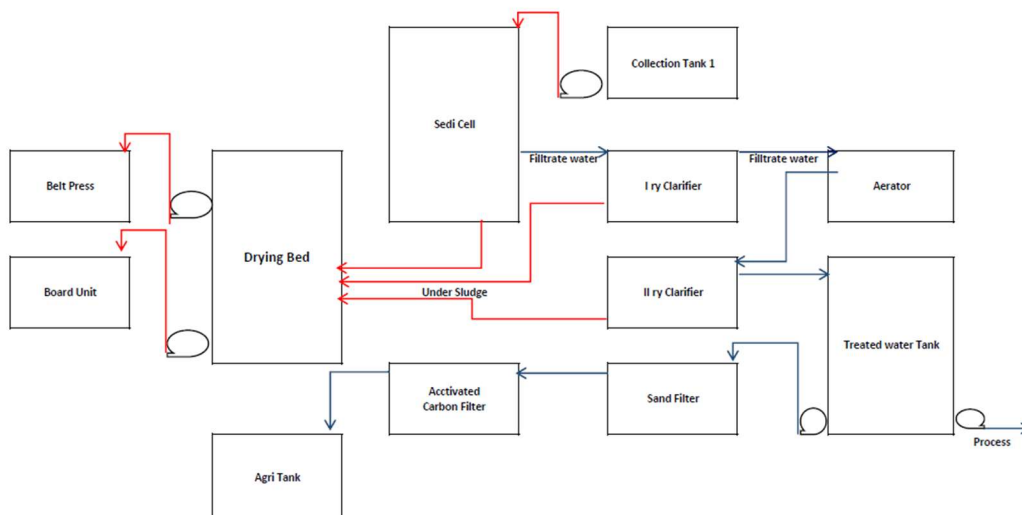 Collection Tank 1
Sedi Cell
Filltrate water
Filltrate water
Belt Press
I ry Clarifier
Aerator
Drying Bed
Board Unit
Under Sludge
II ry Clarifier
Treated water Tank
Acctivated
Carbon Filter
Sand Filter
Process
Agri Tank